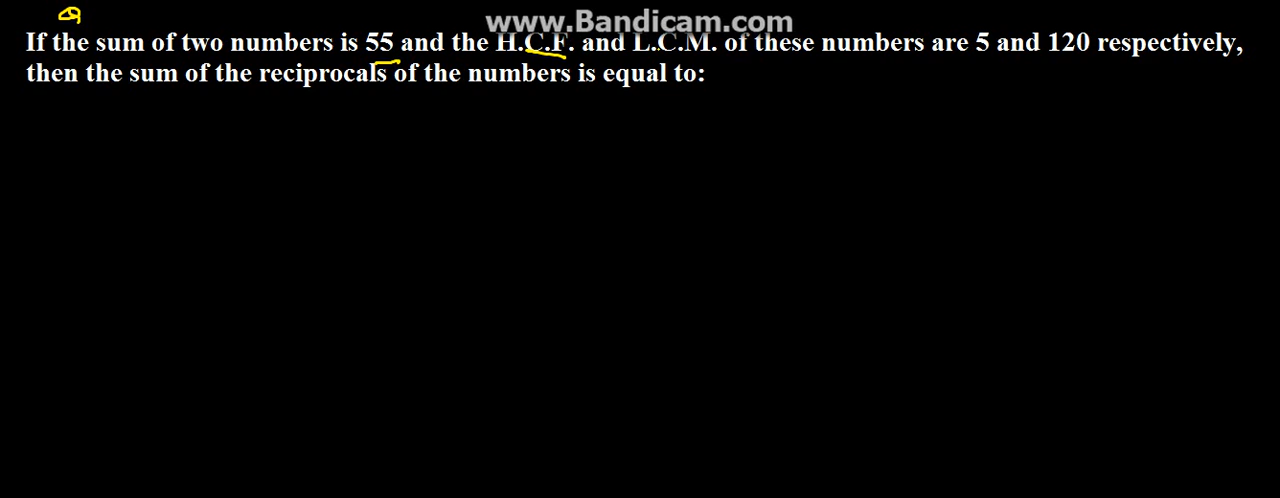 www.Bandicam.com
If the sum of two numbers is 55 and the H.C.F. and L.C.M. of these numbers are 5 and 120 respectively,
then the sum of the reciprocals of the numbers is equal to: